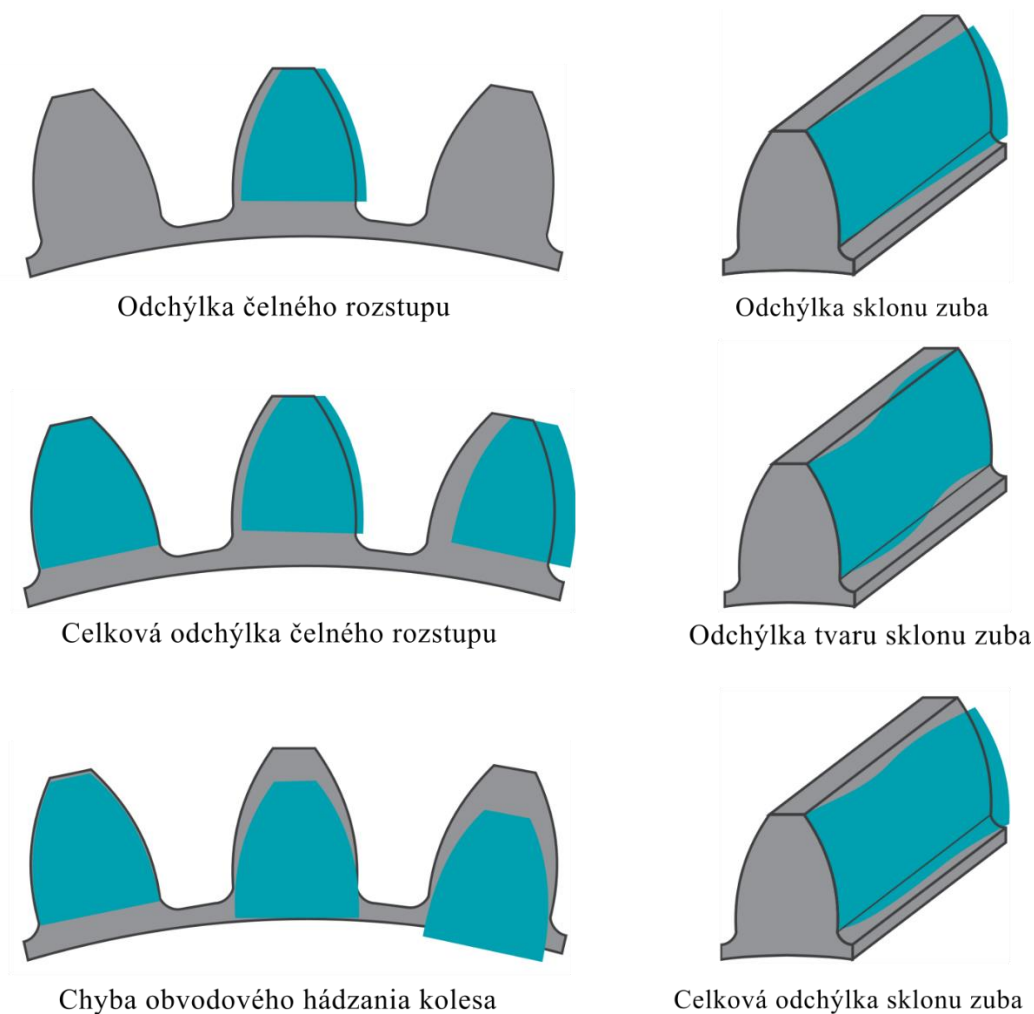 Odchýlka čelného rozstupu
Odchýlka sklonu zuba
Celková odchýlka čelného rozstupu
Odchýlka tvaru sklonu zuba
Chyba obvodového hádzania kolesa
Celková odchýlka sklonu zuba